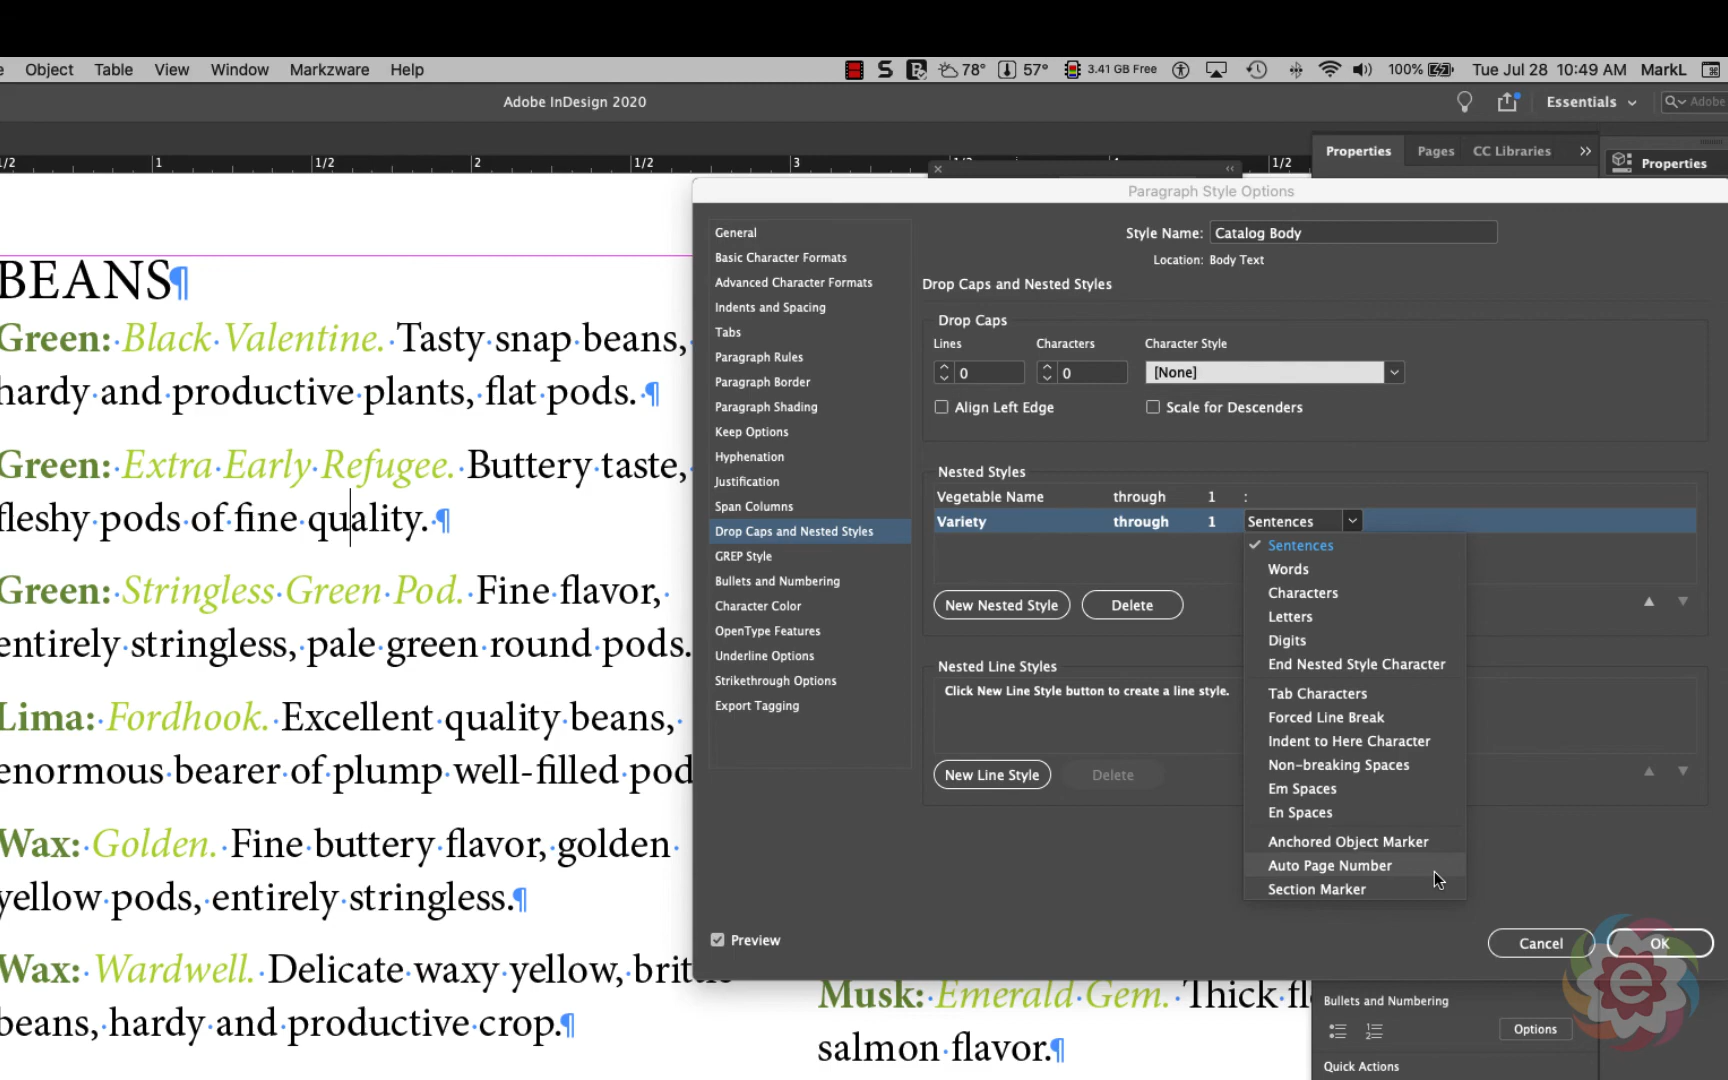 Object Table View Window Markzware Help
S 78° 57° 3.41 GB Free 100% Tue Jul 28 10:49 AM MarkL
Adobe InDesign 2020
Essentials
Adobe
1/2 1 1/2 2 1/2 3 1/2
Properties Pages CC Libraries
Properties
BEANS¶
Green: Black Valentine. Tasty snap beans,
hardy and productive plants, flat pods.¶
Green: Extra Early Refugee. Buttery taste,
fleshy pods of fine quality.¶
Green: Stringless Green Pod. Fine flavor,
entirely stringless, pale green round pods.
Lima: Fordhook. Excellent quality beans,
enormous bearer of plump well-filled pod
Wax: Golden. Fine buttery flavor, golden
yellow pods, entirely stringless.¶
Wax: Wardwell. Delicate waxy yellow, brittle
beans, hardy and productive crop.¶
Paragraph Style Options
General
Basic Character Formats
Advanced Character Formats
Indents and Spacing
Tabs
Paragraph Rules
Paragraph Border
Paragraph Shading
Keep Options
Hyphenation
Justification
Span Columns
Drop Caps and Nested Styles
GREP Style
Bullets and Numbering
Character Color
OpenType Features
Underline Options
Strikethrough Options
Export Tagging
Style Name: Catalog Body
Location: Body Text
Drop Caps and Nested Styles
Drop Caps
Lines Characters Character Style
0 0 [None]
Align Left Edge Scale for Descenders
Nested Styles
Vegetable Name through 1 :
Variety through 1 Sentences
Sentences
Words
Characters
Letters
Digits
End Nested Style Character
Tab Characters
Forced Line Break
Indent to Here Character
Non-breaking Spaces
Em Spaces
En Spaces
Anchored Object Marker
Auto Page Number
Section Marker
New Nested Style Delete
Nested Line Styles
Click New Line Style button to create a line style.
New Line Style Delete
Preview
Cancel OK
Musk: Emerald Gem. Thick fl
salmon flavor.¶
Bullets and Numbering
Options
Quick Actions
e